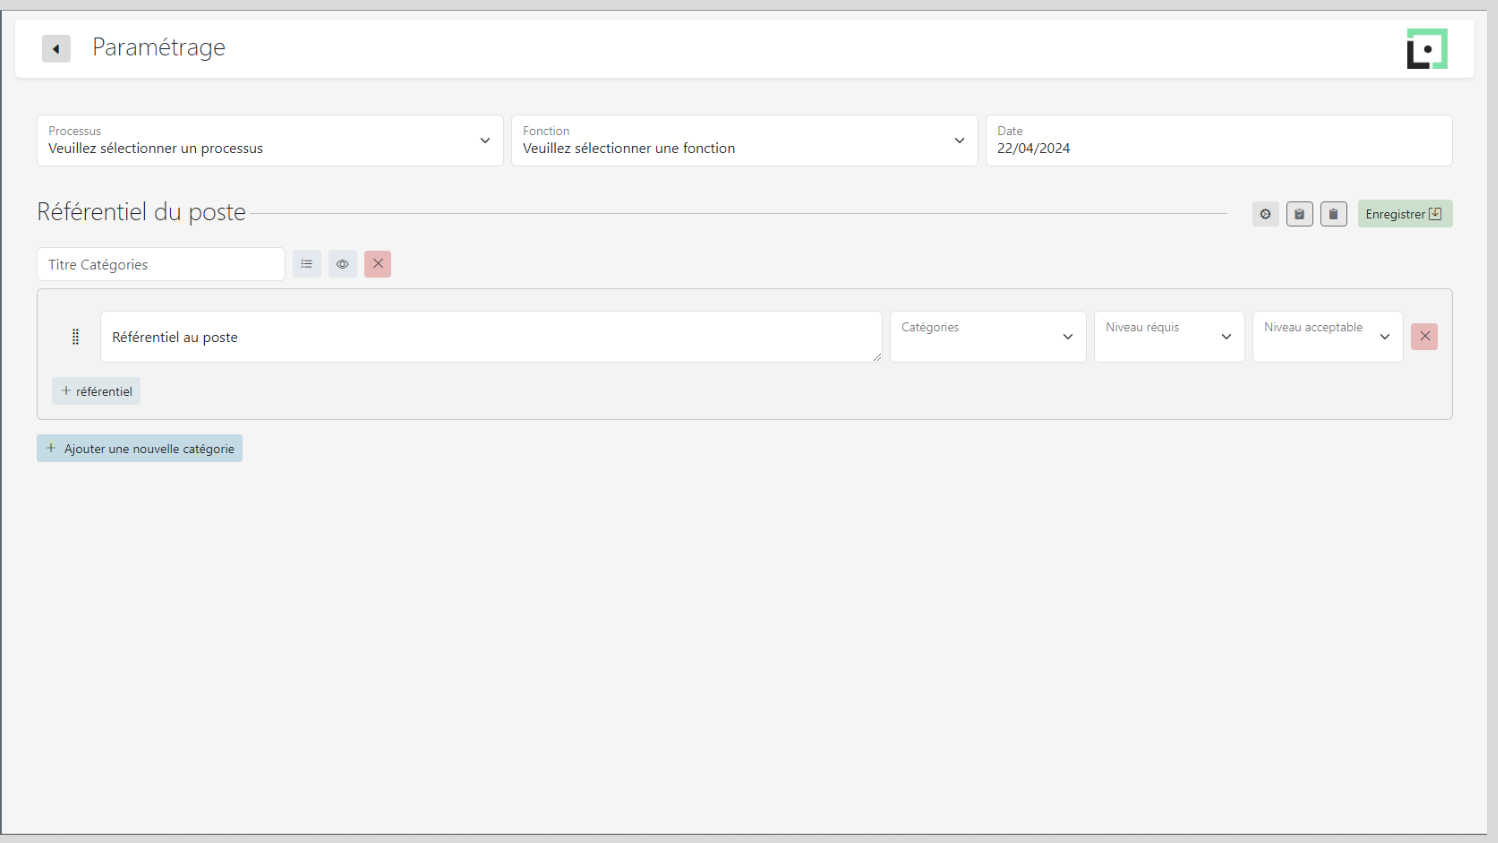 Paramétrage
Processus
Veuillez sélectionner un processus
Fonction
Veuillez sélectionner une fonction
Date
22/04/2024
Référentiel du poste
Enregistrer
Titre Catégories
Référentiel au poste
Catégories
Niveau réquis
Niveau acceptable
+ référentiel
+ Ajouter une nouvelle catégorie